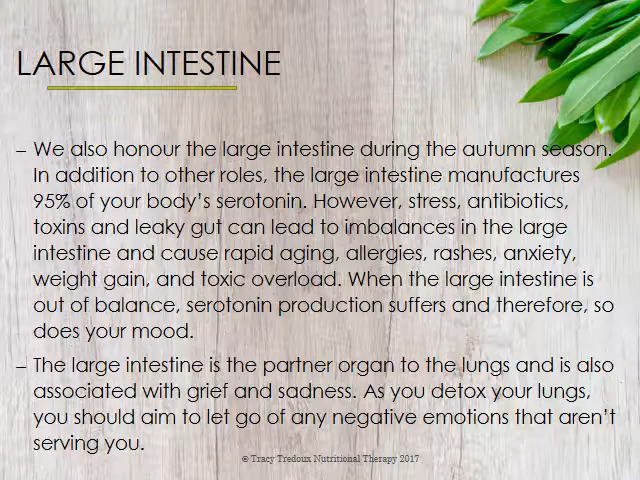 LARGE INTESTINE
– We also honour the large intestine during the autumn season.
In addition to other roles, the large intestine manufactures
95% of your body's serotonin. However, stress, antibiotics,
toxins and leaky gut can lead to imbalances in the large
intestine and cause rapid aging, allergies, rashes, anxiety,
weight gain, and toxic overload. When the large intestine is
out of balance, serotonin production suffers and therefore, so
does your mood.
– The large intestine is the partner organ to the lungs and is also
associated with grief and sadness. As you detox your lungs,
you should aim to let go of any negative emotions that aren't
serving you.
© Tracy Tredoux Nutritional Therapy 2017